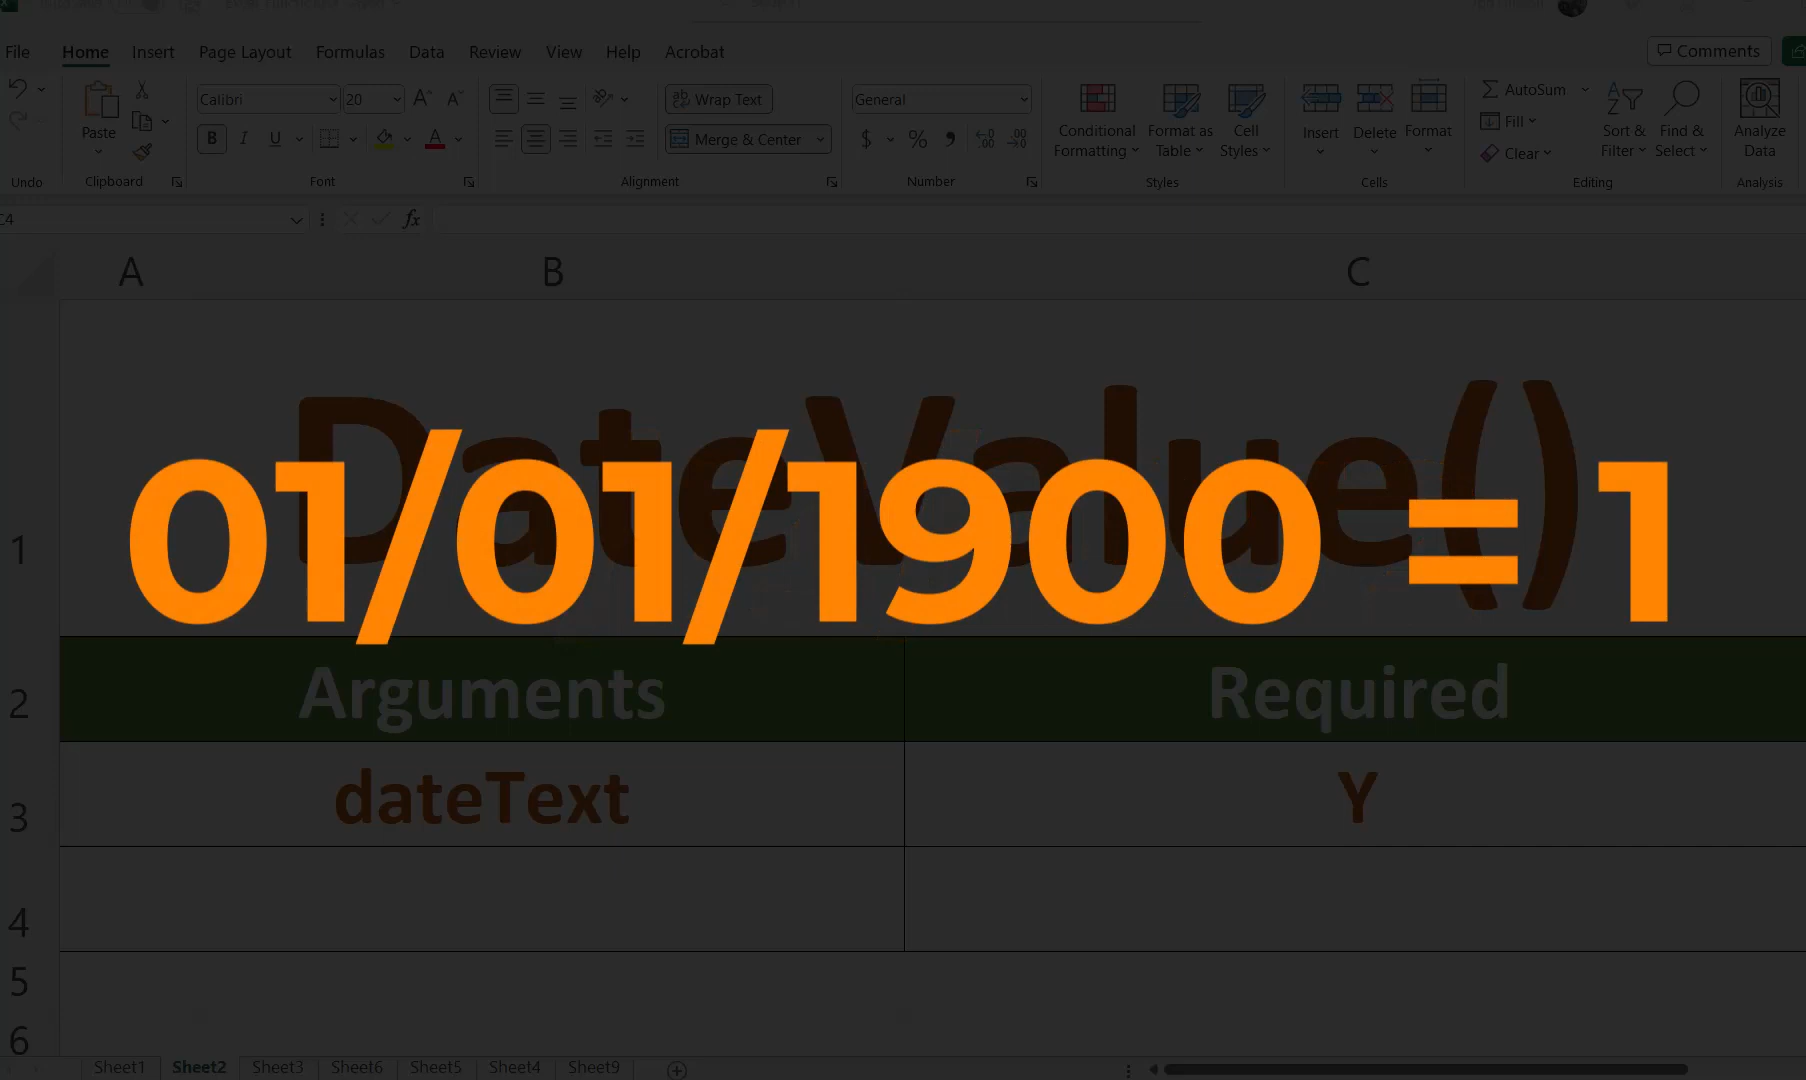 File Home Insert Page Layout Formulas Data Review View Help Acrobat Comments
Calibri 20 Wrap Text General AutoSum
Paste B I U A Merge & Center $ % Conditional Formatting Format as Table Cell Styles Insert Delete Format Fill Sort & Filter Find & Select Analyze Data
Clear
Undo Clipboard Font Alignment Number Styles Cells Editing Analysis
C4 fx
A B C
DateValue()
01/01/1900 = 1
1
2 Arguments Required
3 dateText Y
4
5
6
Sheet1 Sheet2 Sheet3 Sheet6 Sheet5 Sheet4 Sheet9